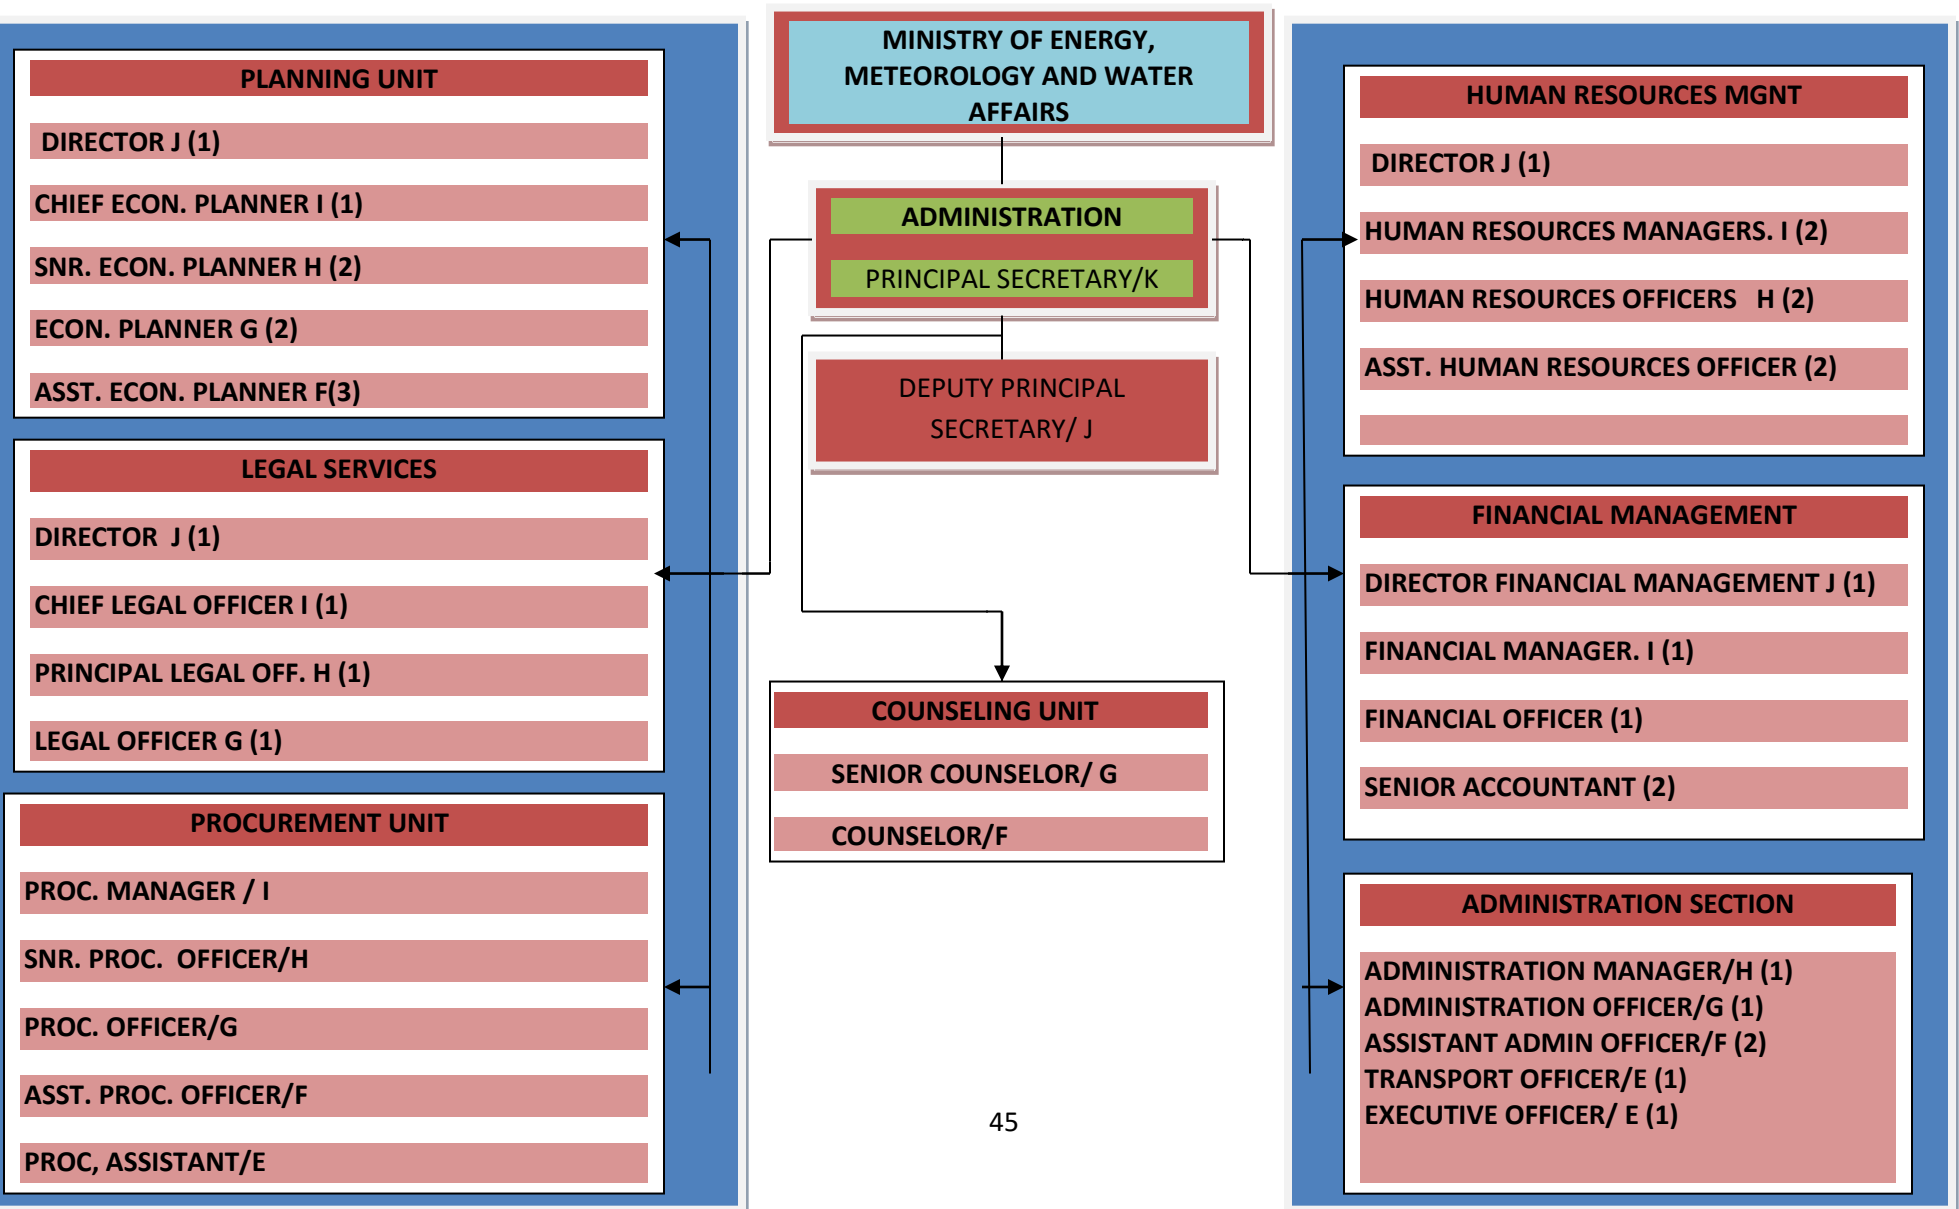 MINISTRY OF ENERGY,
METEOROLOGY AND WATER
AFFAIRS
ADMINISTRATION
PRINCIPAL SECRETARY/K
DEPUTY PRINCIPAL
SECRETARY/ J
PLANNING UNIT
DIRECTOR J (1)
CHIEF ECON. PLANNER I (1)
SNR. ECON. PLANNER H (2)
ECON. PLANNER G (2)
ASST. ECON. PLANNER F(3)
LEGAL SERVICES
DIRECTOR J (1)
CHIEF LEGAL OFFICER I (1)
PRINCIPAL LEGAL OFF. H (1)
LEGAL OFFICER G (1)
PROCUREMENT UNIT
PROC. MANAGER / I
SNR. PROC. OFFICER/H
PROC. OFFICER/G
ASST. PROC. OFFICER/F
PROC, ASSISTANT/E
COUNSELING UNIT
SENIOR COUNSELOR/ G
COUNSELOR/F
HUMAN RESOURCES MGNT
DIRECTOR J (1)
HUMAN RESOURCES MANAGERS. I (2)
HUMAN RESOURCES OFFICERS H (2)
ASST. HUMAN RESOURCES OFFICER (2)
FINANCIAL MANAGEMENT
DIRECTOR FINANCIAL MANAGEMENT J (1)
FINANCIAL MANAGER. I (1)
FINANCIAL OFFICER (1)
SENIOR ACCOUNTANT (2)
ADMINISTRATION SECTION
ADMINISTRATION MANAGER/H (1)
ADMINISTRATION OFFICER/G (1)
ASSISTANT ADMIN OFFICER/F (2)
TRANSPORT OFFICER/E (1)
EXECUTIVE OFFICER/ E (1)
45